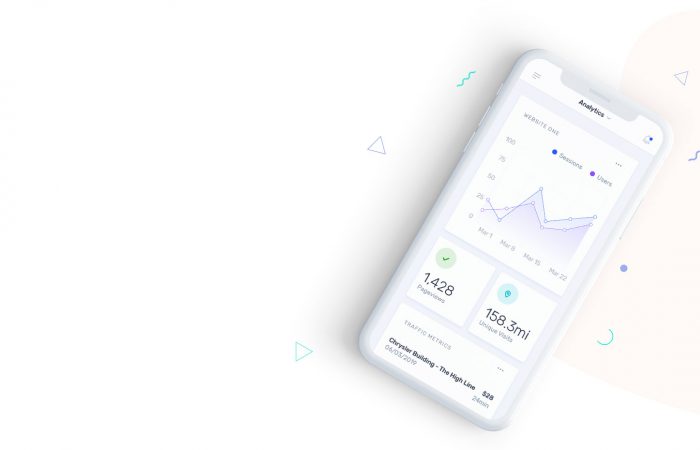 Analytics
WEBSITE ONE
...
100
75
50
25
0
Sessions
Users
Mar 1
Mar 8
Mar 15
Mar 22
1,428
Pageviews
158.3mi
Unique Visits
TRAFFIC METRICS
...
Chrysler Building - The High Line
06/03/2019
$28
24min